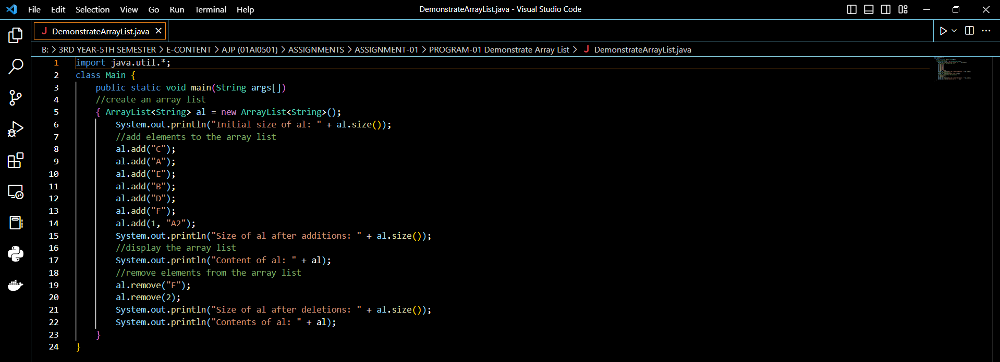 File Edit Selection View Go Run Terminal Help DemonstrateArrayList.java - Visual Studio Code
J DemonstrateArrayList.java
B: > 3RD YEAR-5TH SEMESTER > E-CONTENT > AJP (01AI0501) > ASSIGNMENTS > ASSIGNMENT-01 > PROGRAM-01 Demonstrate Array List > J DemonstrateArrayList.java
1 import java.util.*;
2 class Main {
3     public static void main(String args[])
4     //create an array list
5     { ArrayList<String> al = new ArrayList<String>();
6         System.out.println("Initial size of al: " + al.size());
7         //add elements to the array list
8         al.add("C");
9         al.add("A");
10         al.add("E");
11         al.add("B");
12         al.add("D");
13         al.add("F");
14         al.add(1, "A2");
15         System.out.println("Size of al after additions: " + al.size());
16         //display the array list
17         System.out.println("Content of al: " + al);
18         //remove elements from the array list
19         al.remove("F");
20         al.remove(2);
21         System.out.println("Size of al after deletions: " + al.size());
22         System.out.println("Contents of al: " + al);
23     }
24 }